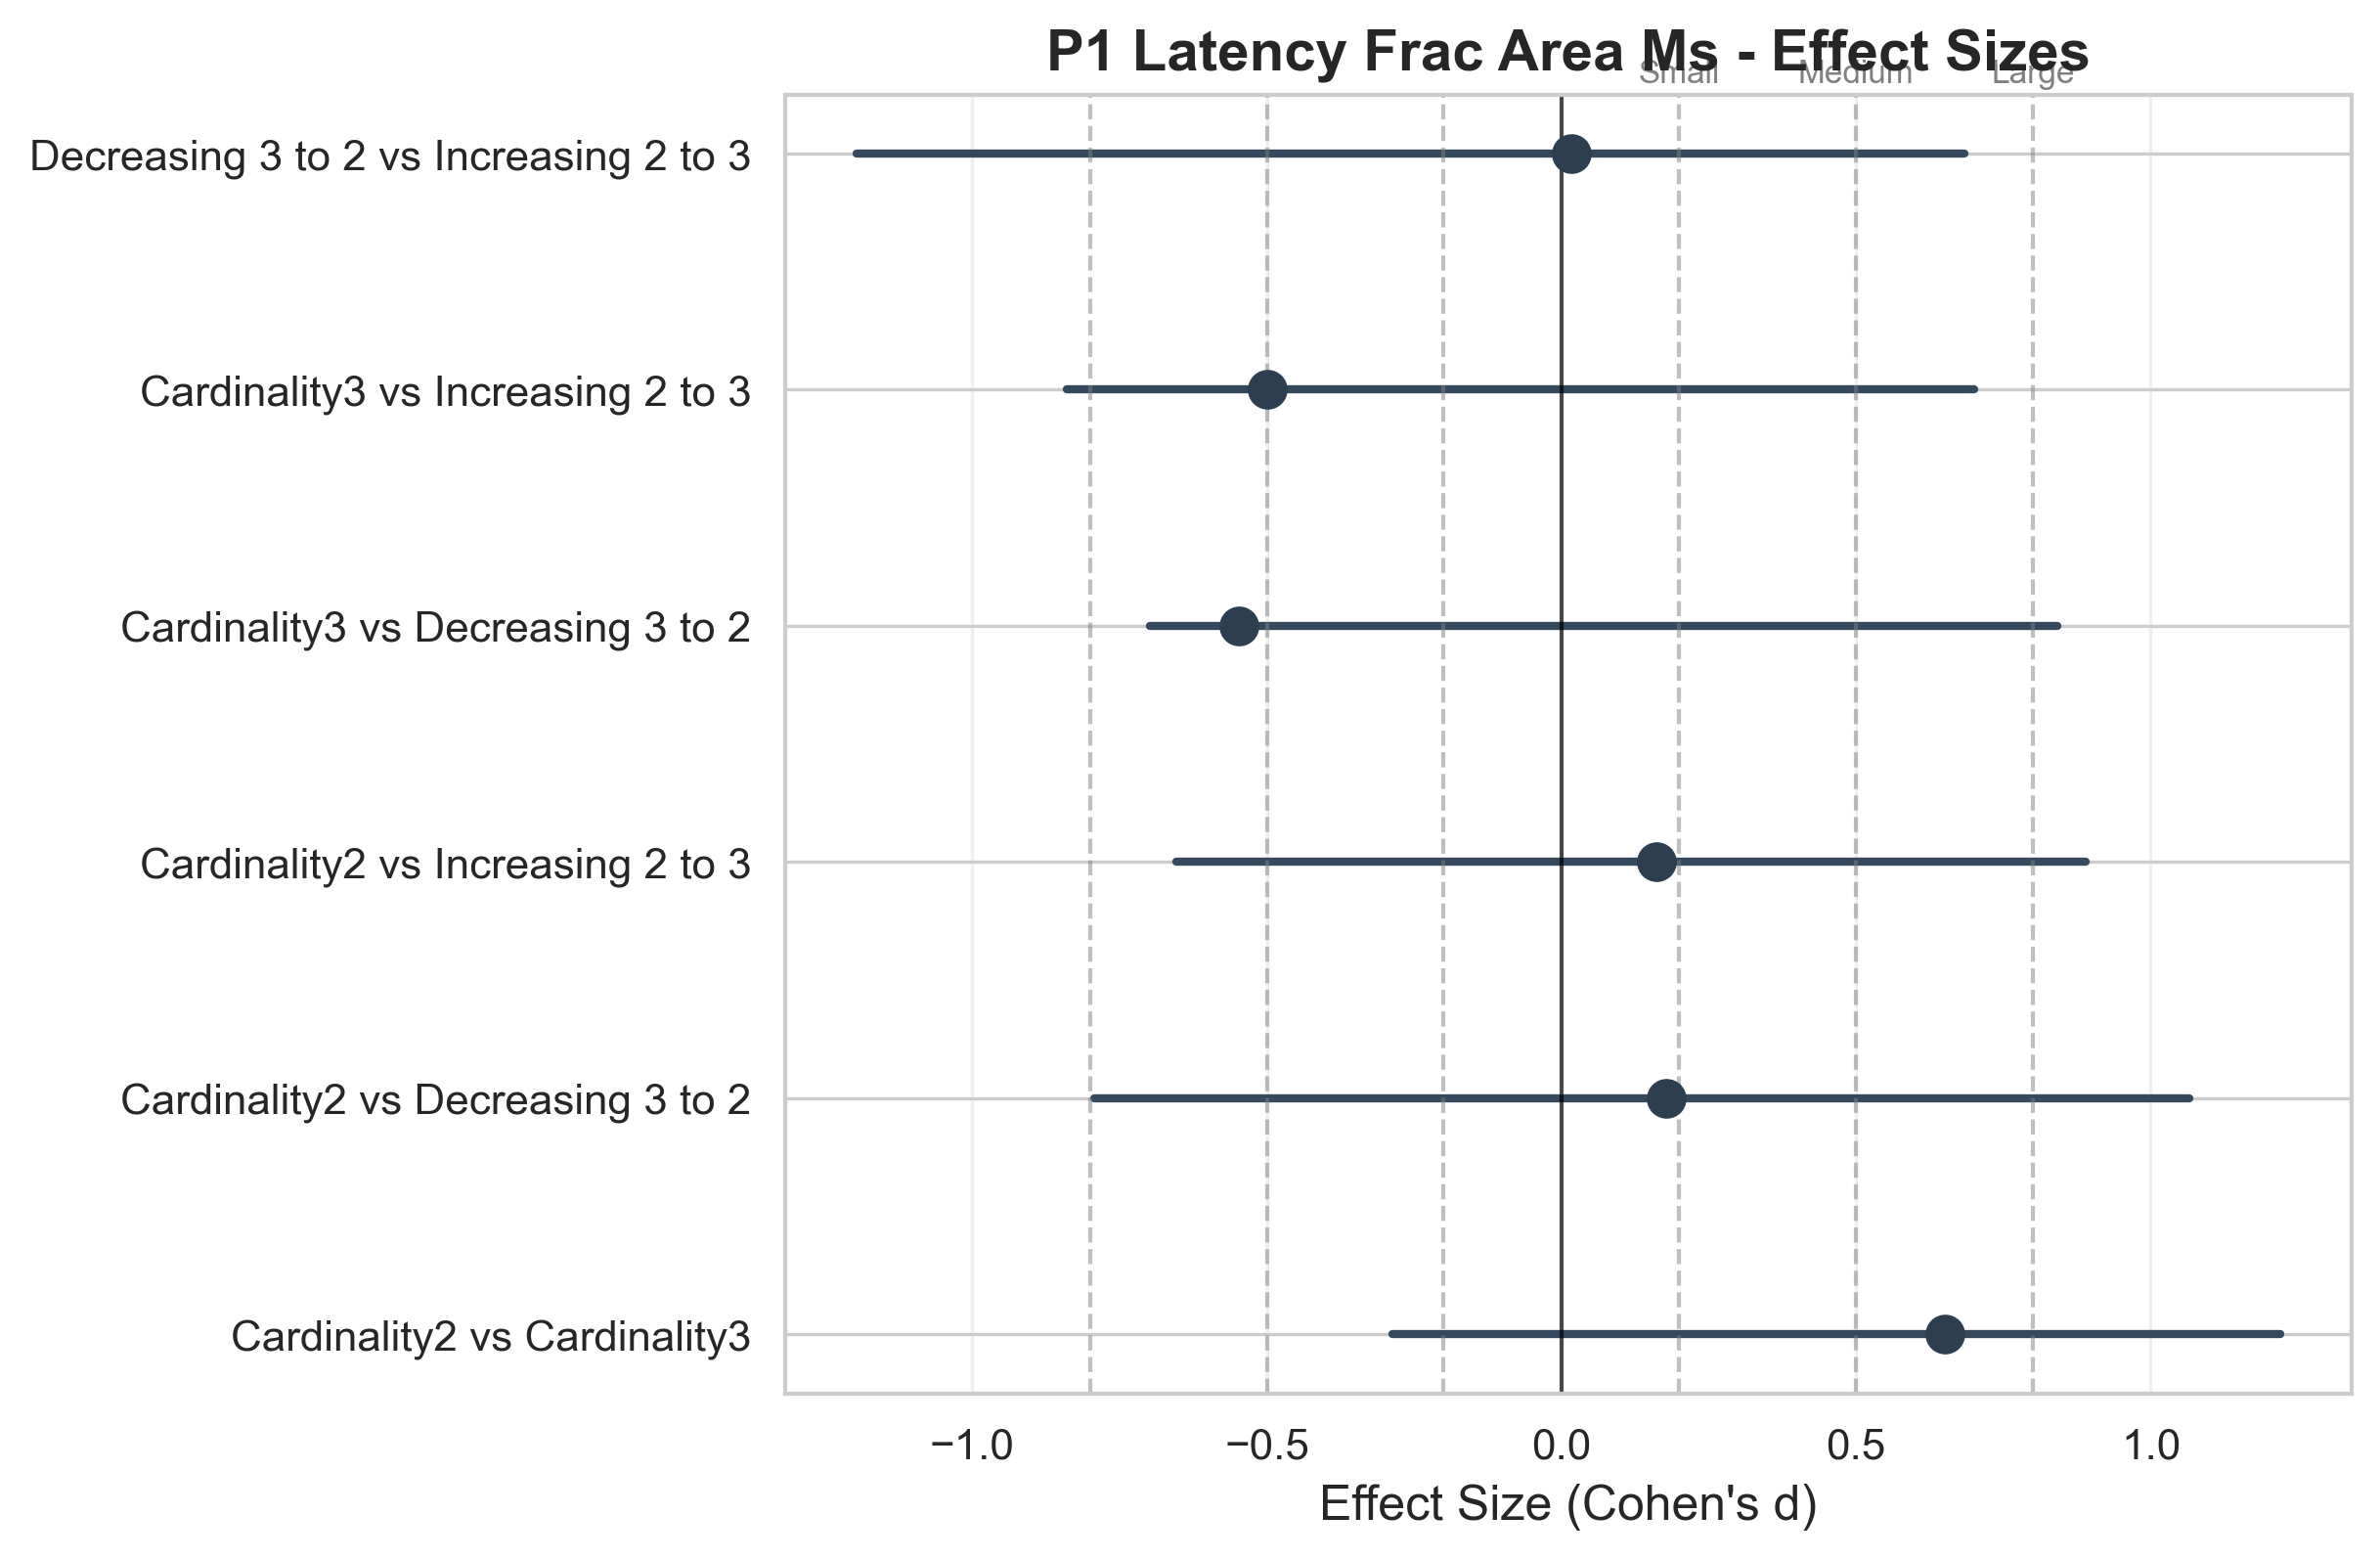 P1 Latency Frac Area Ms - Effect Sizes
Small Medium Large
Decreasing 3 to 2 vs Increasing 2 to 3
Cardinality3 vs Increasing 2 to 3
Cardinality3 vs Decreasing 3 to 2
Cardinality2 vs Increasing 2 to 3
Cardinality2 vs Decreasing 3 to 2
Cardinality2 vs Cardinality3
−1.0 −0.5 0.0 0.5 1.0
Effect Size (Cohen's d)